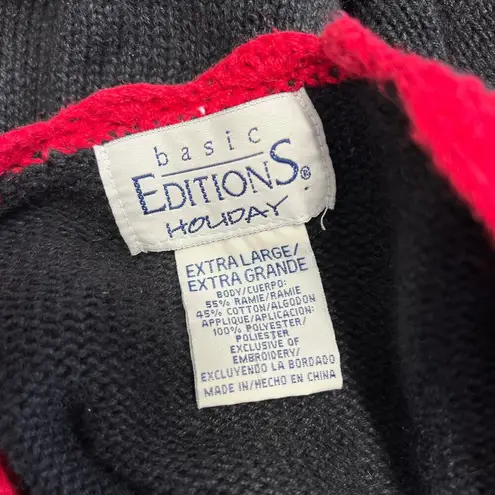 basic
EDITIONS®
HOLIDAY
EXTRA LARGE/
EXTRA GRANDE
BODY/CUERPO:
55% RAMIE/RAMIE
45% COTTON/ALGODON
APPLIQUE/APLICACIÓN:
100% POLYESTER/
POLIESTER
EXCLUSIVE OF
EMBROIDERY/
EXCLUYENDO LA BORDADO
MADE IN/HECHO EN CHINA